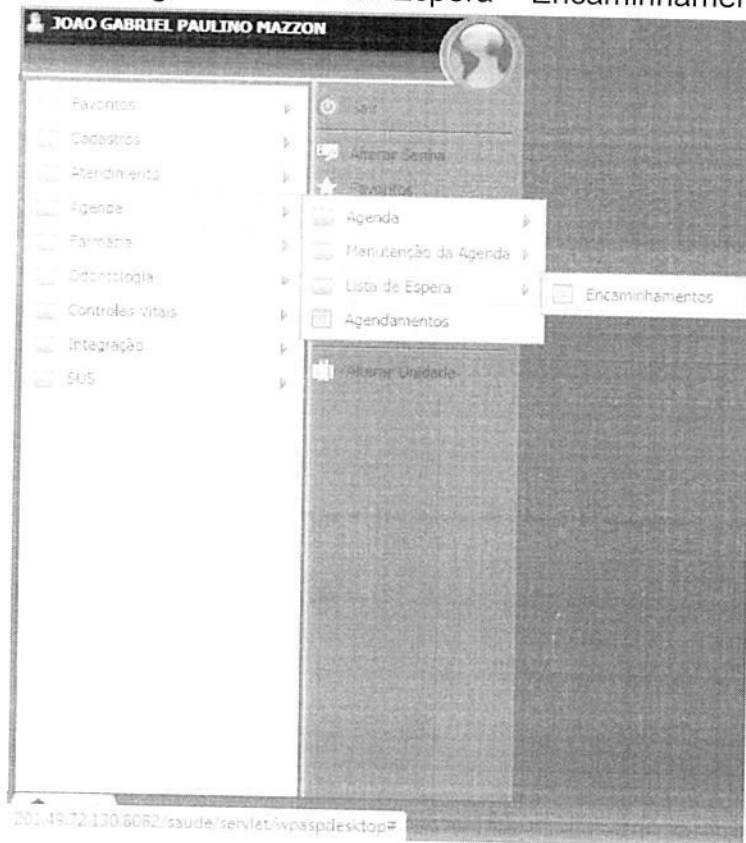 Espera Encaminhamen
JOAO GABRIEL PAULINO MAZZON
Favoritos
Cadastros
Atendimento
Agenda
Farmácia
Odontologia
Controles Vitais
Integração
SUS
Sair
Alterar Senha
Favoritos
Agenda
Manutenção da Agenda
Lista de Espera
Agendamentos
Encaminhamentos
Alterar Unidade
201.49.72.130:8082/saude/servlet/wpaspdesktop#